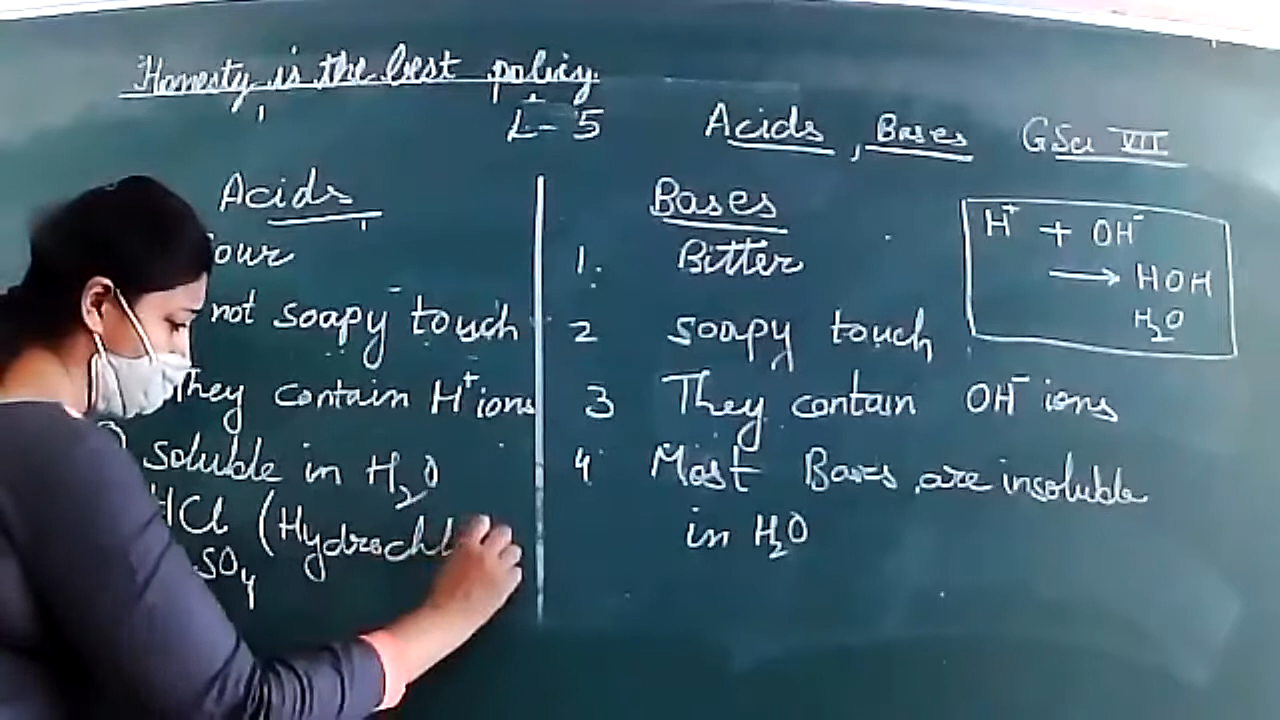 Honesty is the best policy.
L-5 Acids, Bases GSci VII
Acids
our
not soapy touch
They contain H⁺ ions
soluble in H₂O
HCl (Hydrochl
SO₄
Bases
1. Bitter
2 soapy touch
3 They contain OH⁻ ions
4 Most Bases are insoluble
in H₂O
H⁺ + OH⁻
→ HOH
H₂O